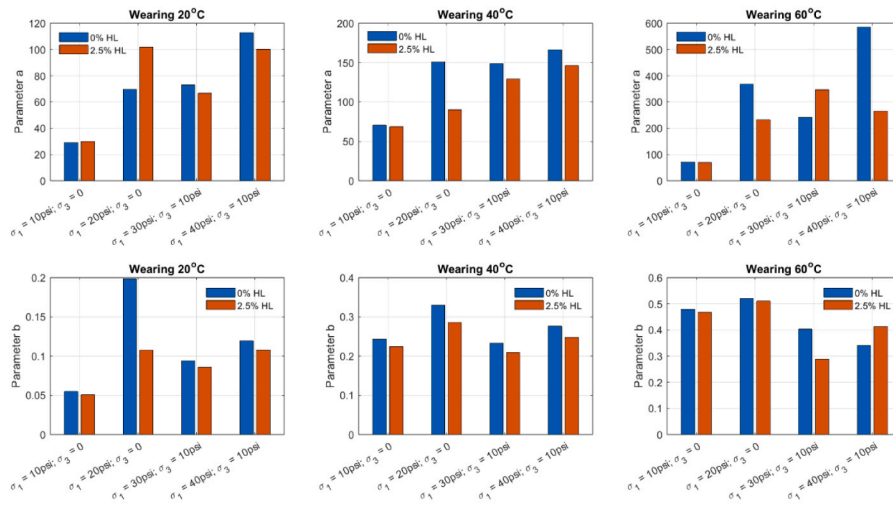 Wearing 20°C
120
100
80
60
40
20
0
Parameter a
0% HL
2.5% HL
σ1 = 10psi; σ3 = 0
σ1 = 20psi; σ3 = 0
σ1 = 30psi; σ3 = 10psi
σ1 = 40psi; σ3 = 10psi
Wearing 40°C
200
150
100
50
0
Parameter a
0% HL
2.5% HL
σ1 = 10psi; σ3 = 0
σ1 = 20psi; σ3 = 0
σ1 = 30psi; σ3 = 10psi
σ1 = 40psi; σ3 = 10psi
Wearing 60°C
600
500
400
300
200
100
0
Parameter a
0% HL
2.5% HL
σ1 = 10psi; σ3 = 0
σ1 = 20psi; σ3 = 0
σ1 = 30psi; σ3 = 10psi
σ1 = 40psi; σ3 = 10psi
Wearing 20°C
0.2
0.15
0.1
0.05
0
Parameter b
0% HL
2.5% HL
σ1 = 10psi; σ3 = 0
σ1 = 20psi; σ3 = 0
σ1 = 30psi; σ3 = 10psi
σ1 = 40psi; σ3 = 10psi
Wearing 40°C
0.4
0.3
0.2
0.1
0
Parameter b
0% HL
2.5% HL
σ1 = 10psi; σ3 = 0
σ1 = 20psi; σ3 = 0
σ1 = 30psi; σ3 = 10psi
σ1 = 40psi; σ3 = 10psi
Wearing 60°C
0.6
0.5
0.4
0.3
0.2
0.1
0
Parameter b
0% HL
2.5% HL
σ1 = 10psi; σ3 = 0
σ1 = 20psi; σ3 = 0
σ1 = 30psi; σ3 = 10psi
σ1 = 40psi; σ3 = 10psi